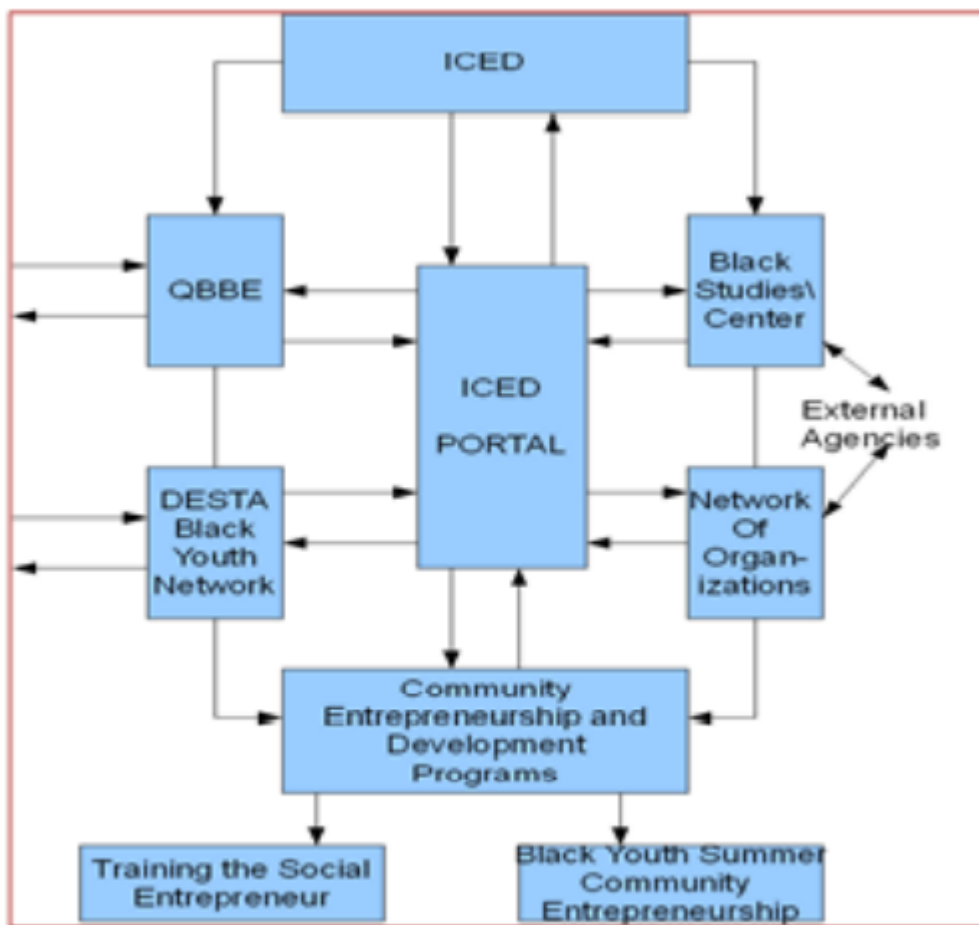 ICED
QBBE
Black
Studies\
Center
ICED
PORTAL
External
Agencies
DESTA
Black
Youth
Network
Network
Of
Organ-
izations
Community
Entrepreneurship and
Development
Programs
Training the Social
Entrepreneur
Black Youth Summer
Community
Entrepreneurship